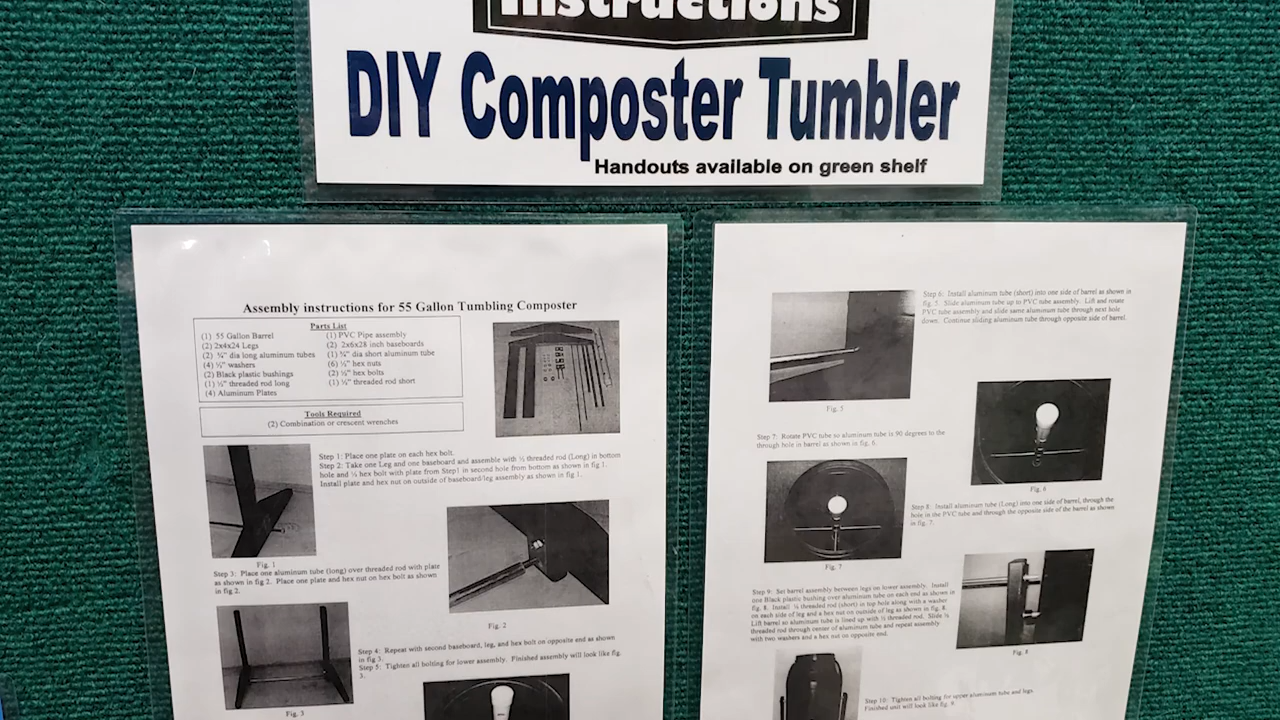 Instructions
DIY Composter Tumbler
Handouts available on green shelf
Assembly instructions for 55 Gallon Tumbling Composter
Parts List
(1) 55 Gallon Barrel
(2) 2x4x24 Legs
(2) ¾" dia long aluminum tubes
(4) ½" washers
(2) Black plastic bushings
(1) ½" threaded rod long
(4) Aluminum Plates
(1) PVC Pipe assembly
(2) 2x6x28 inch baseboards
(1) ¾" dia short aluminum tube
(6) ½" hex nuts
(2) ½" hex bolts
(1) ½" threaded rod short
Tools Required
(2) Combination or crescent wrenches
Step 1: Place one plate on each hex bolt.
Step 2: Take one Leg and one baseboard and assemble with ½ threaded rod (Long) in bottom
hole and ½ hex bolt with plate from Step1 in second hole from bottom as shown in fig 1.
Install plate and hex nut on outside of baseboard/leg assembly as shown in fig 1.
Fig. 1
Step 3: Place one aluminum tube (long) over threaded rod with plate
as shown in fig 2. Place one plate and hex nut on hex bolt as shown
in fig 2.
Fig. 2
Step 4: Repeat with second baseboard, leg, and hex bolt on opposite end as shown
in fig 3.
Step 5: Tighten all bolting for lower assembly. Finished assembly will look like fig.
3.
Fig. 3
Step 6: Install aluminum tube (short) into one side of barrel as shown in
fig. 5. Slide aluminum tube up to PVC tube assembly. Lift and rotate
PVC tube assembly and slide same aluminum tube through next hole
down. Continue sliding aluminum tube through opposite side of barrel.
Fig. 5
Fig. 6
Step 7: Rotate PVC tube so aluminum tube is 90 degrees to the
through hole in barrel as shown in fig. 6.
Fig. 7
Step 8: Install aluminum tube (Long) into one side of barrel, through the
hole in the PVC tube and through the opposite side of the barrel as shown
in fig. 7.
Step 9: Set barrel assembly between legs on lower assembly. Install
one Black plastic bushing over aluminum tube on each end as shown in
fig. 8. Install ½ threaded rod (short) in top hole along with a washer
on each side of leg and a hex nut on outside of leg as shown in fig. 8.
Lift barrel so aluminum tube is lined up with ½ threaded rod. Slide ½
threaded rod through center of aluminum tube and repeat assembly
with two washers and a hex nut on opposite end.
Fig. 8
Step 10: Tighten all bolting for upper aluminum tube and legs.
Finished unit will look like fig. 9.